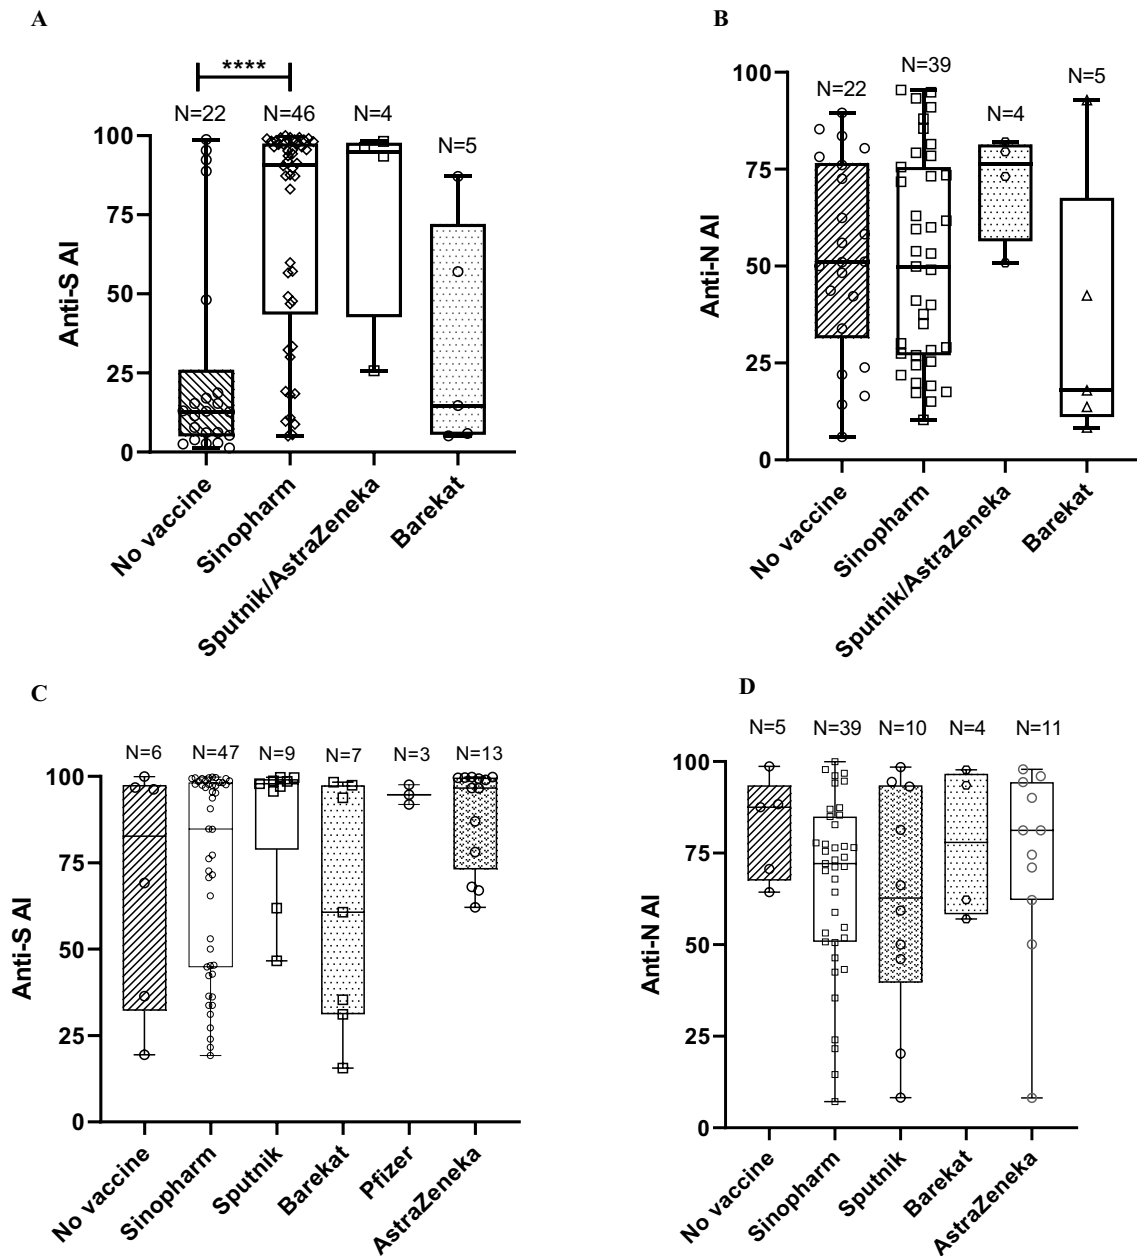 A
****
N=22 N=46 N=4 N=5
100
75
50
25
0
Anti-S AI
No vaccine
Sinopharm
Sputnik/AstraZeneka
Barekat
B
N=22 N=39 N=4 N=5
100
75
50
25
0
Anti-N AI
No vaccine
Sinopharm
Sputnik/AstraZeneka
Barekat
C
N=6 N=47 N=9 N=7 N=3 N=13
100
75
50
25
0
Anti-S AI
No vaccine
Sinopharm
Sputnik
Barekat
Pfizer
AstraZeneka
D
N=5 N=39 N=10 N=4 N=11
100
75
50
25
0
Anti-N AI
No vaccine
Sinopharm
Sputnik
Barekat
AstraZeneka